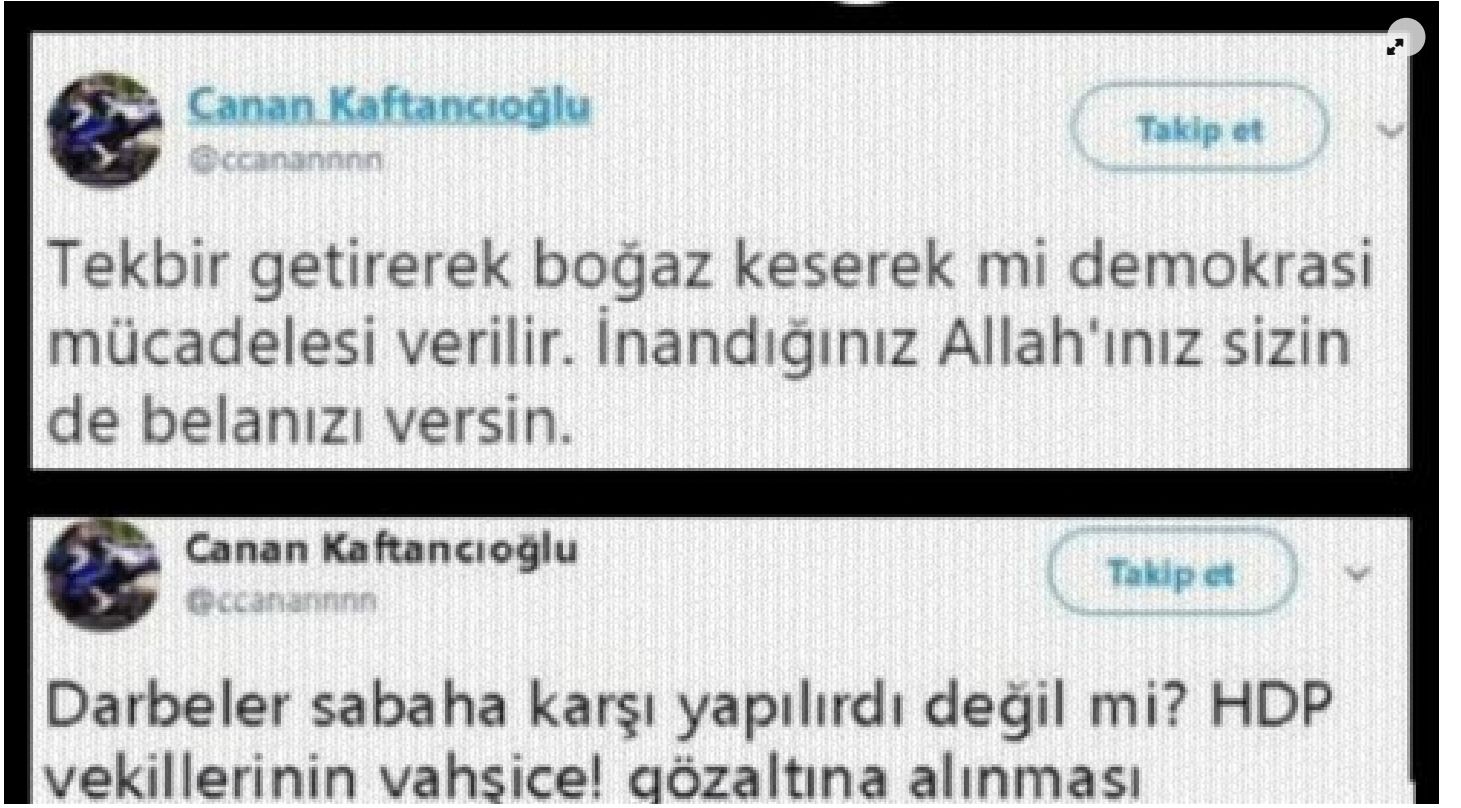 Canan Kaftancıoğlu
@ccanannnn
Takip et
Tekbir getirerek boğaz keserek mi demokrasi
mücadelesi verilir. İnandığınız Allah'ınız sizin
de belanızı versin.
Canan Kaftancıoğlu
@ccanannnn
Takip et
Darbeler sabaha karşı yapılırdı değil mi? HDP
vekillerinin vahşice! gözaltına alınması